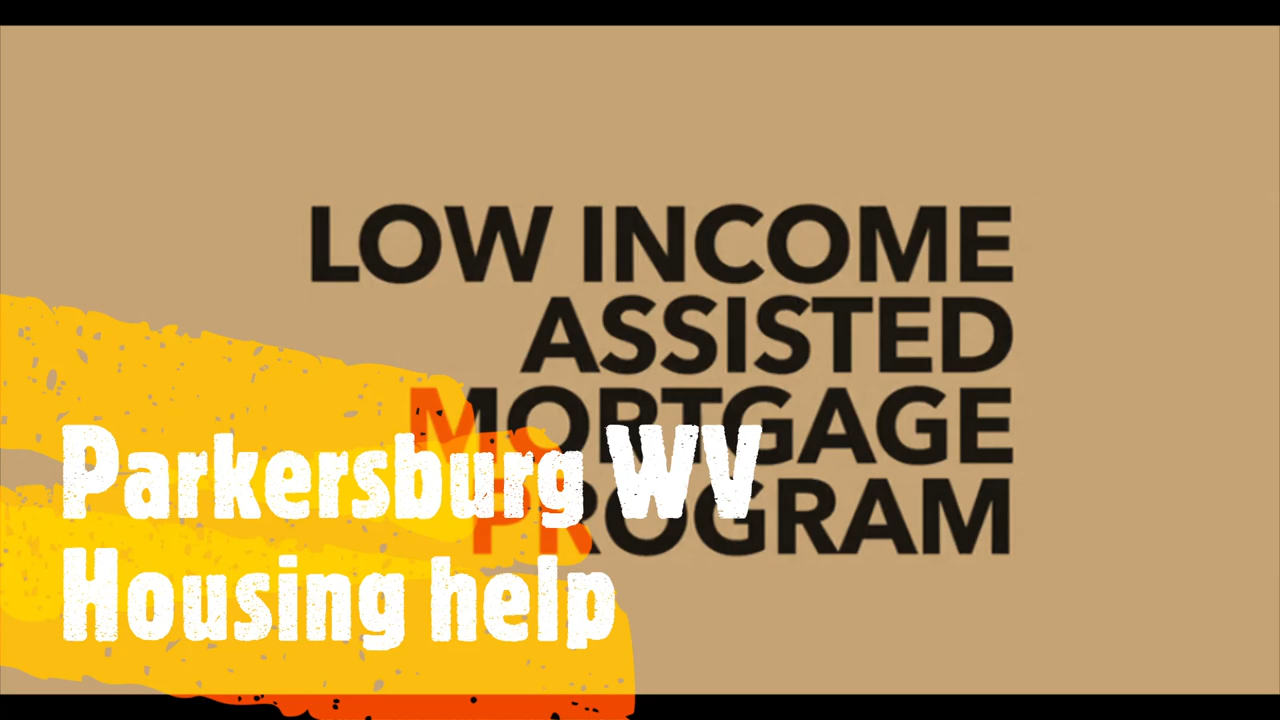 LOW INCOME
ASSISTED
MORTGAGE
PROGRAM
Parkersburg WV
Housing help